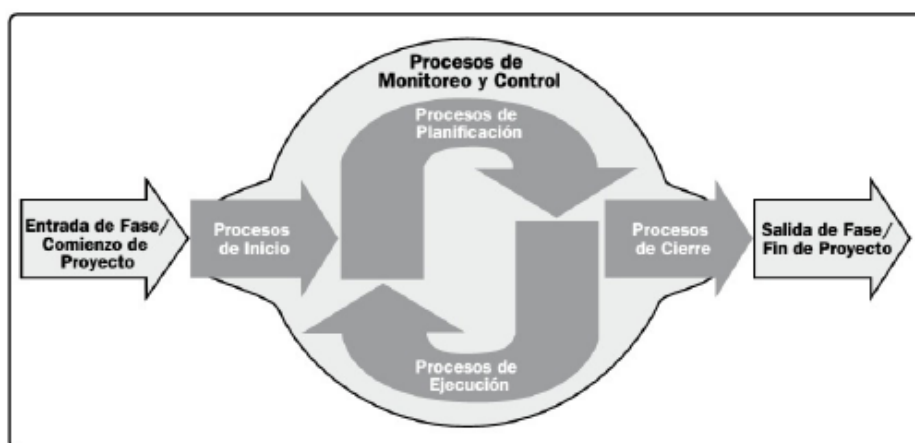 Procesos de
Monitoreo y Control
Procesos de
Planificación
Entrada de Fase/
Comienzo de
Proyecto
Procesos
de Inicio
Procesos
de Cierre
Salida de Fase/
Fin de Proyecto
Procesos de
Ejecución